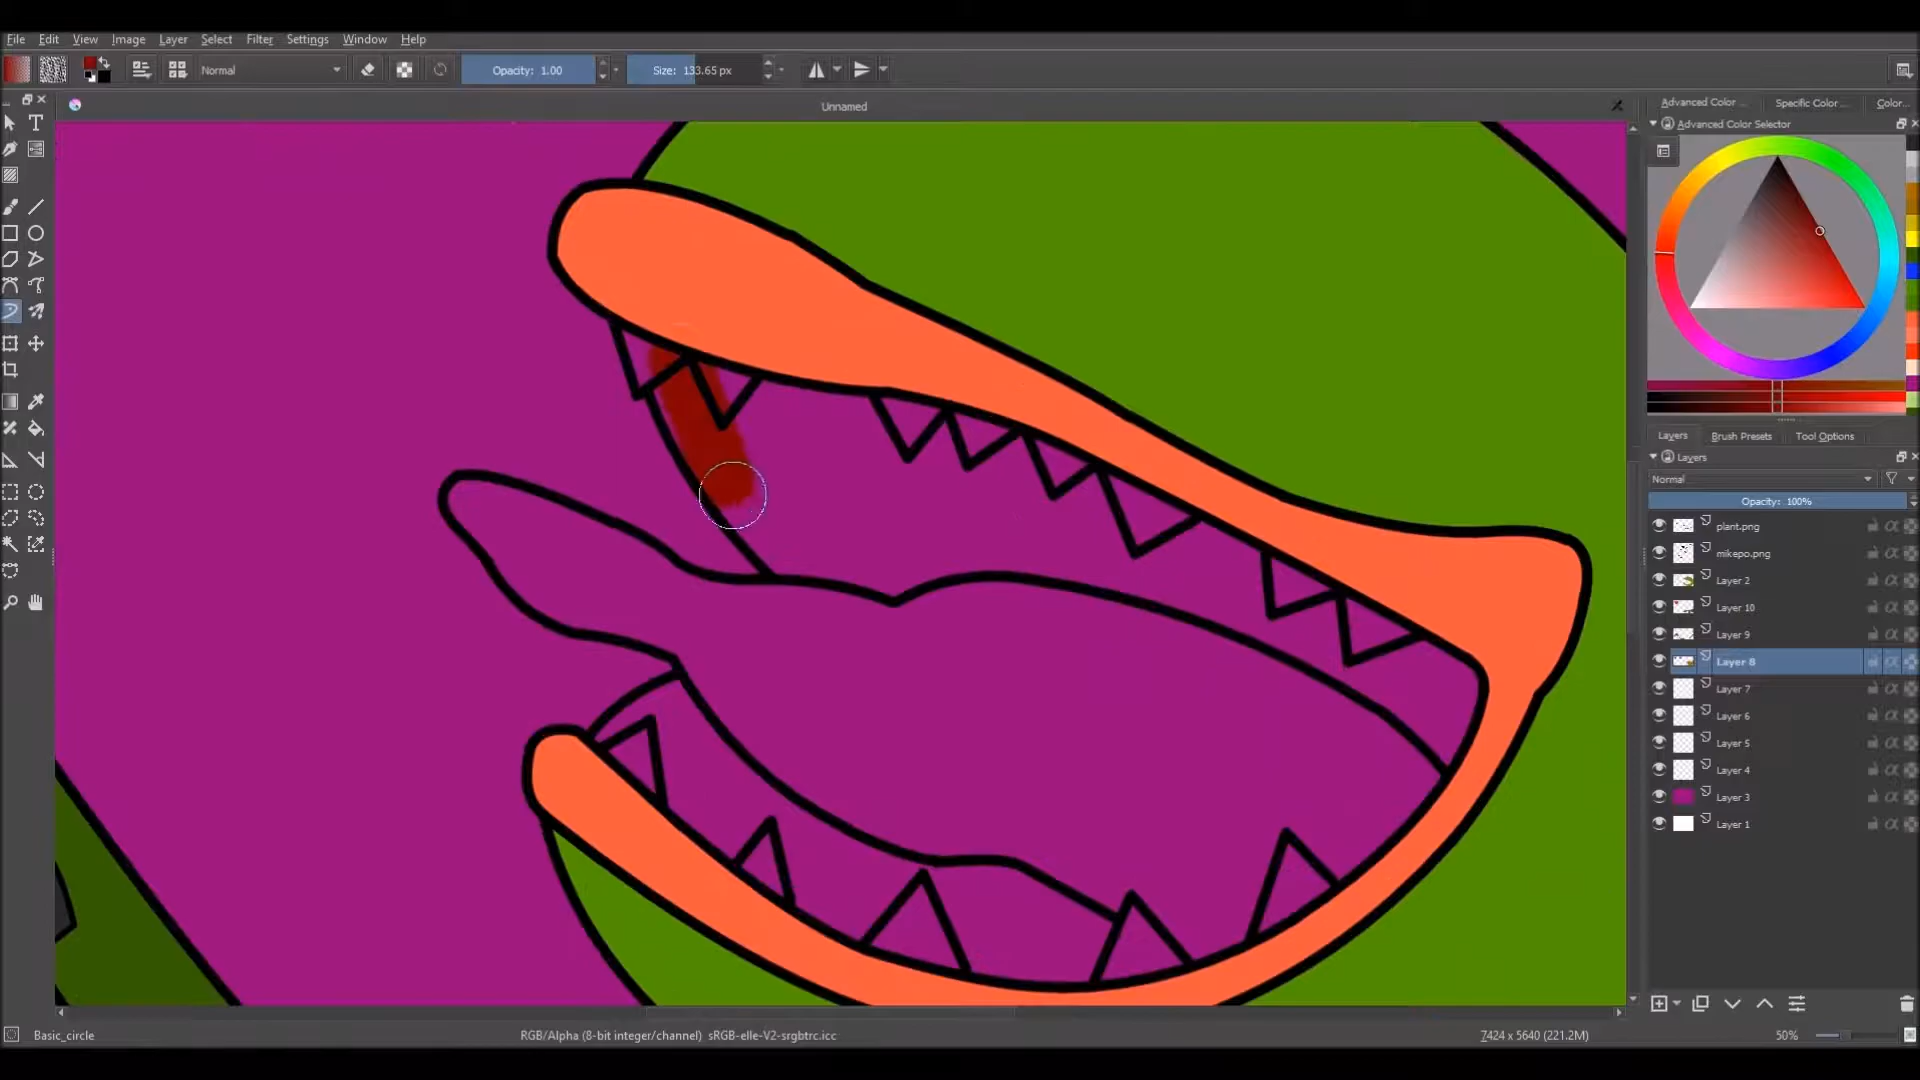 File Edit View Image Layer Select Filter Settings Window Help
Normal Opacity: 1.00 Size: 133.65 px
Unnamed
Advanced Color ... Specific Color ... Color...
Advanced Color Selector
Layers Brush Presets Tool Options
Layers
Normal
Opacity: 100%
plant.png
mikepo.png
Layer 2
Layer 10
Layer 9
Layer 8
Layer 7
Layer 6
Layer 5
Layer 4
Layer 3
Layer 1
Basic_circle RGB/Alpha (8-bit integer/channel) sRGB-elle-V2-srgbtrc.icc 7424 x 5640 (221.2M) 50%